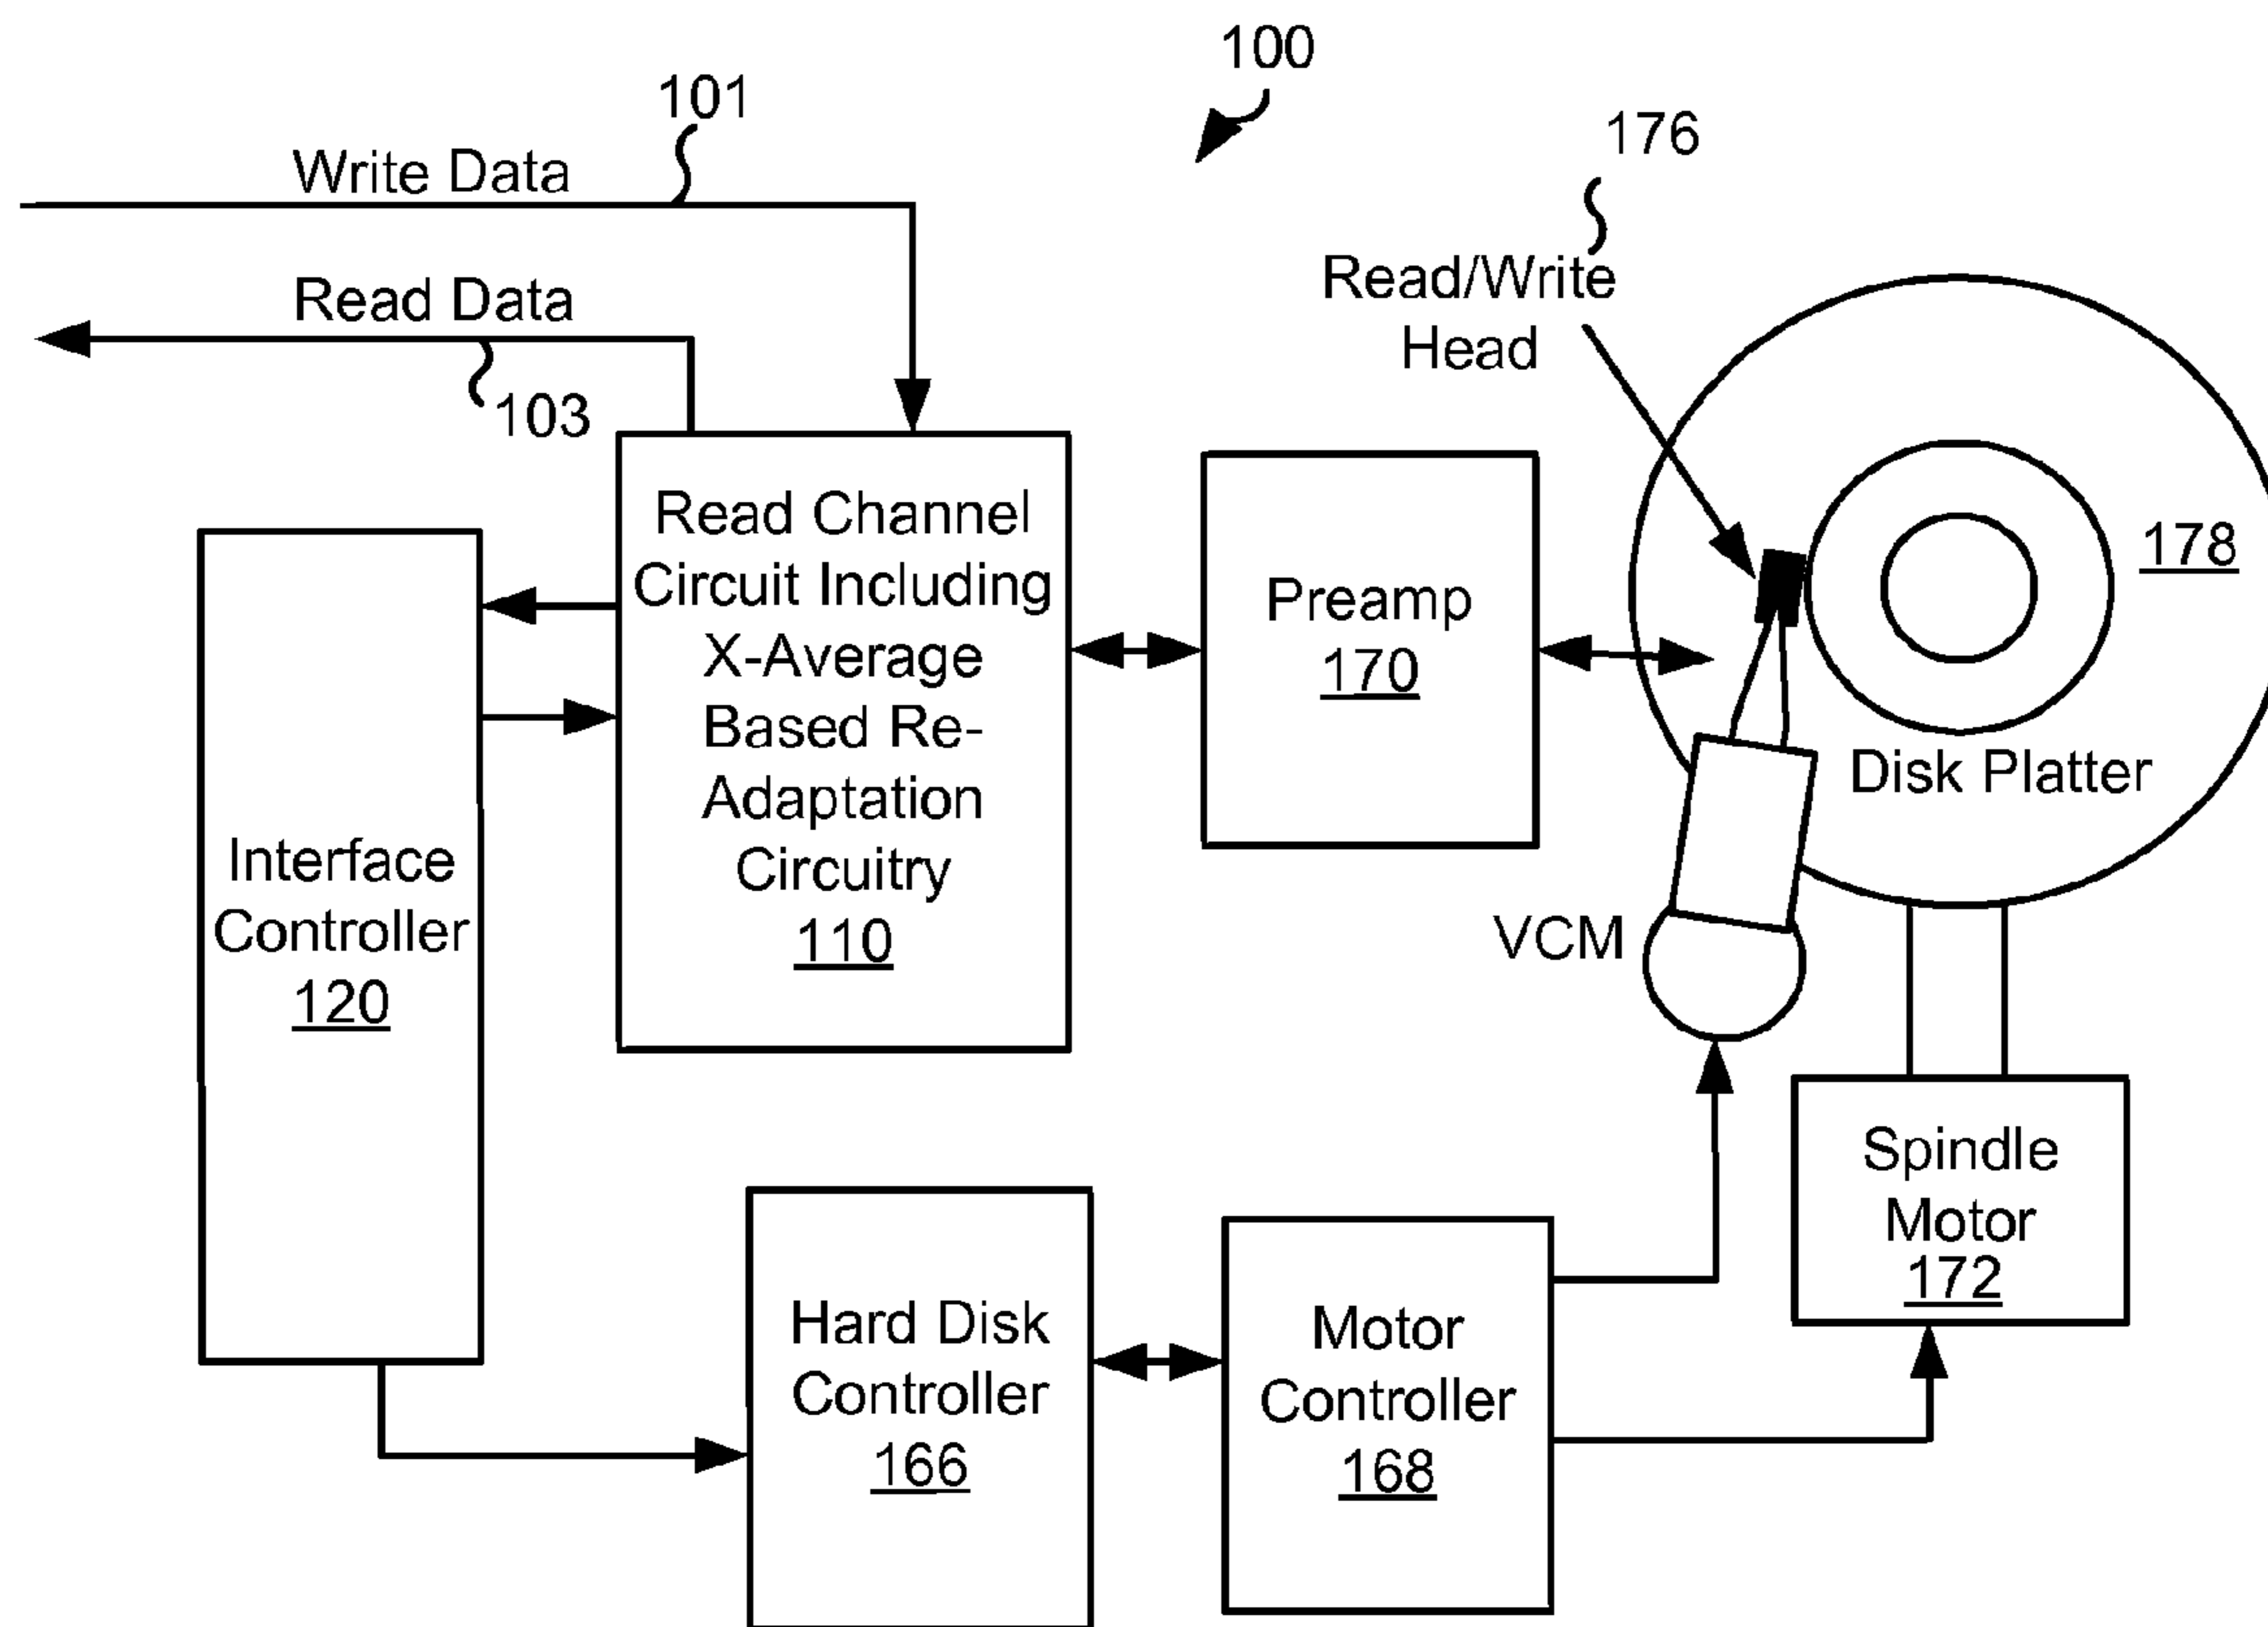 100
101
Write Data
176
Read Data
103
Read/Write
Head
Read Channel
Circuit Including
X-Average
Based Re-
Adaptation
Circuitry
110
Preamp
170
178
Disk Platter
Interface
Controller
120
VCM
Spindle
Motor
172
Hard Disk
Controller
166
Motor
Controller
168